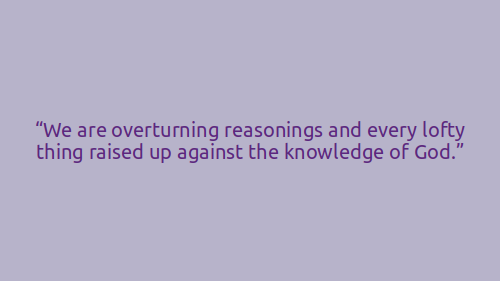 “We are overturning reasonings and every lofty
thing raised up against the knowledge of God.”